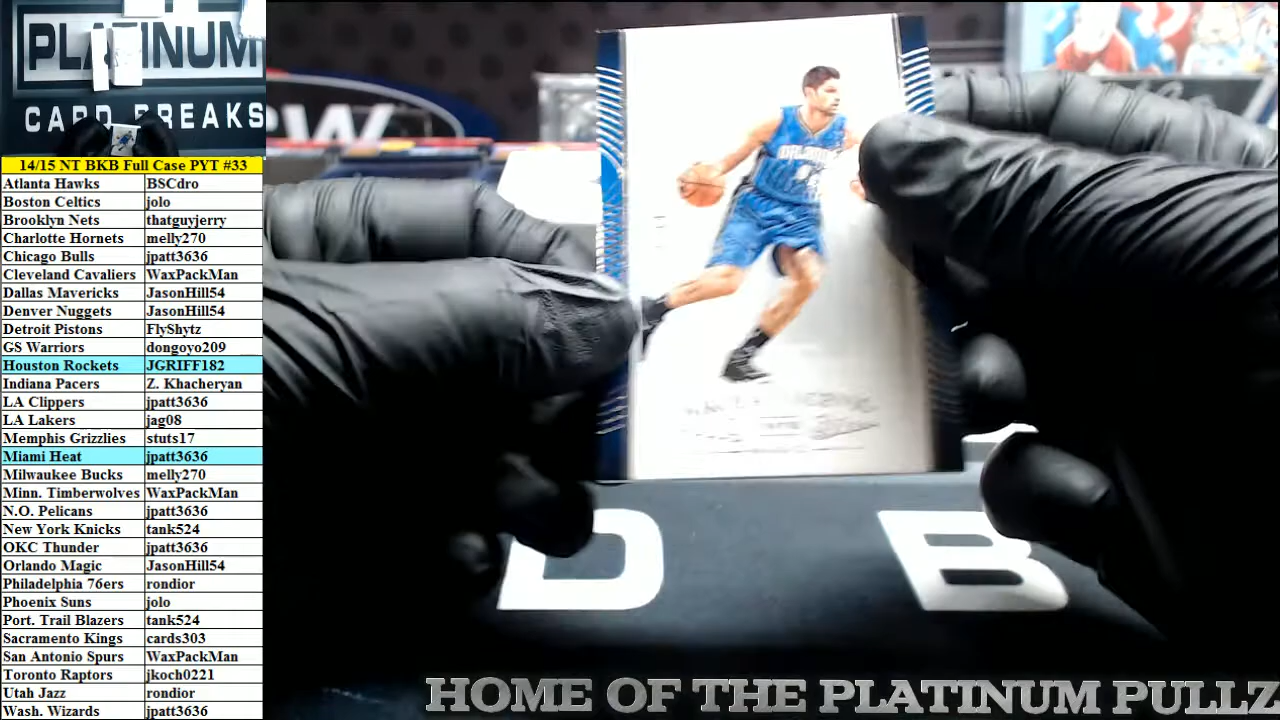 PLATINUM
CARD BREAKS
14/15 NT BKB Full Case PYT #33
Atlanta Hawks BSCdro
Boston Celtics jolo
Brooklyn Nets thatguyjerry
Charlotte Hornets melly270
Chicago Bulls jpatt3636
Cleveland Cavaliers WaxPackMan
Dallas Mavericks JasonHill54
Denver Nuggets JasonHill54
Detroit Pistons FlyShytz
GS Warriors dongoyo209
Houston Rockets JGRIFF182
Indiana Pacers Z. Khacheryan
LA Clippers jpatt3636
LA Lakers jag08
Memphis Grizzlies stuts17
Miami Heat jpatt3636
Milwaukee Bucks melly270
Minn. Timberwolves WaxPackMan
N.O. Pelicans jpatt3636
New York Knicks tank524
OKC Thunder jpatt3636
Orlando Magic JasonHill54
Philadelphia 76ers rondior
Phoenix Suns jolo
Port. Trail Blazers tank524
Sacramento Kings cards303
San Antonio Spurs WaxPackMan
Toronto Raptors jkoch0221
Utah Jazz rondior
Wash. Wizards jpatt3636
ORLANDO
D B
HOME OF THE PLATINUM PULLZ